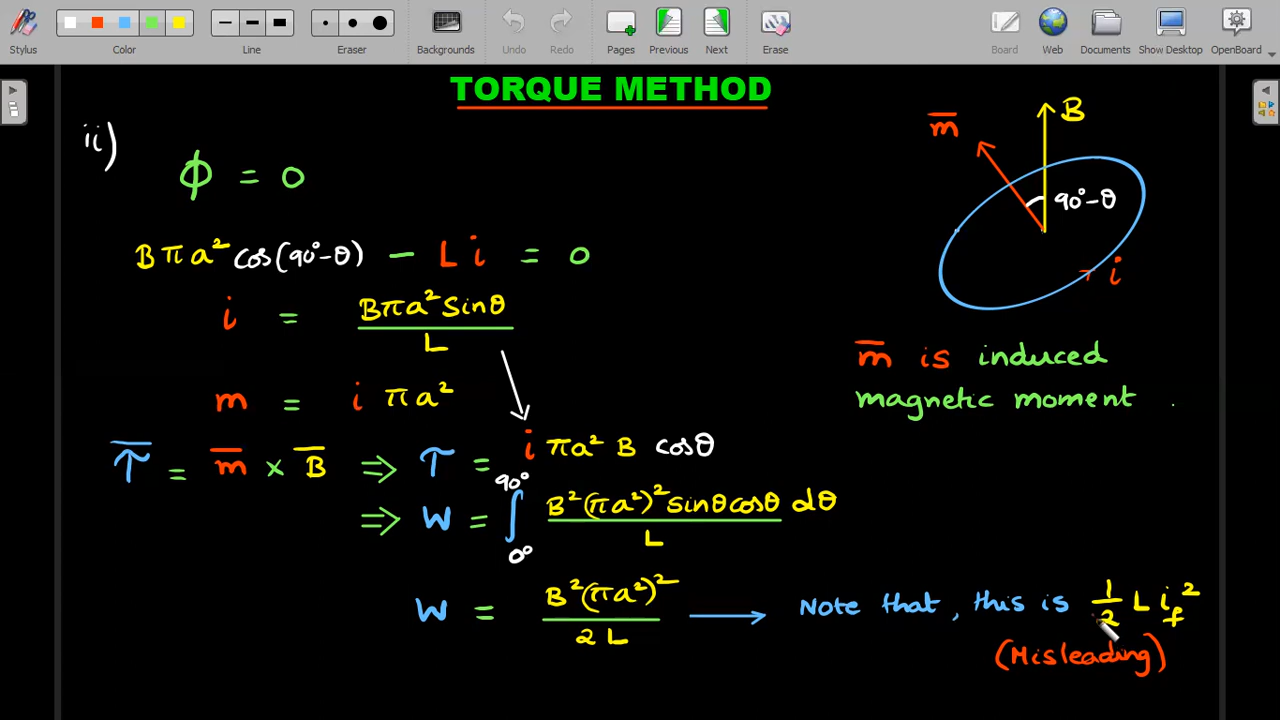 Stylus Color Line Eraser Backgrounds Undo Redo Pages Previous Next Erase Board Web Documents Show Desktop OpenBoard
TORQUE METHOD
ii)
ϕ = 0
Bπa² cos(90°-θ) - Li = 0
i = Bπa² Sinθ / L
m = i πa²
τ̅ = m̅ × B̅ ⇒ τ = i πa² B cosθ
⇒ W = ∫₀°⁹⁰° B²(πa²)² sinθcosθ / L dθ
W = B²(πa²)² / 2L → Note that, this is 1/2 L i_f²
(Misleading)
m̅
B
90°-θ
i
m̅ is induced
magnetic moment .